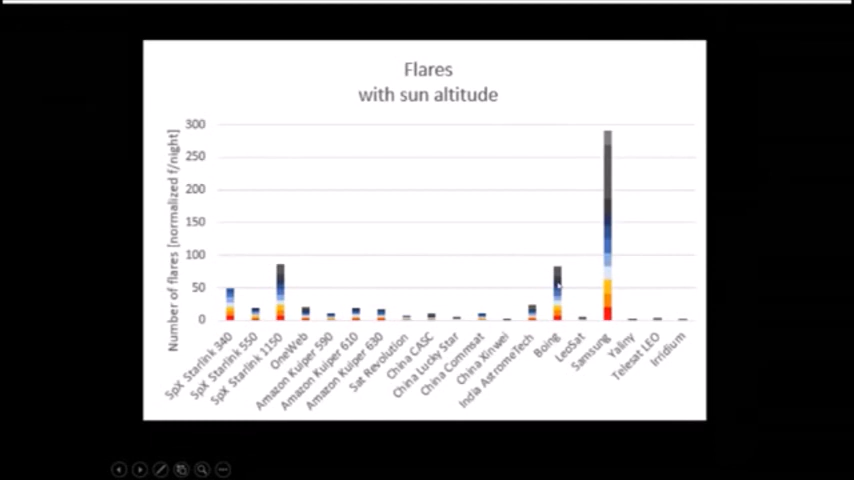 Flares
with sun altitude
Number of flares [normalized f/night]
300
250
200
150
100
50
0
SpX Starlink 340
SpX Starlink 550
SpX Starlink 1150
OneWeb
Amazon Kuiper 590
Amazon Kuiper 610
Amazon Kuiper 630
Sat Revolution
China CASC
China Lucky Star
China Commsat
China Xinwei
India AstromeTech
Boing
LeoSat
Samsung
Yaliny
Telesat LEO
Irridium